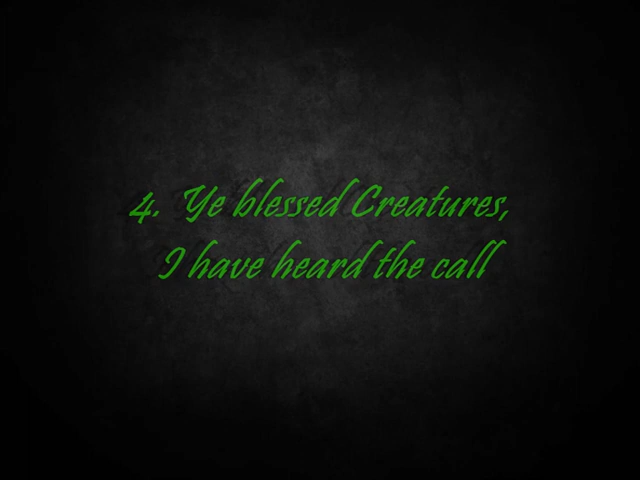 4. Ye blessed Creatures,
I have heard the call